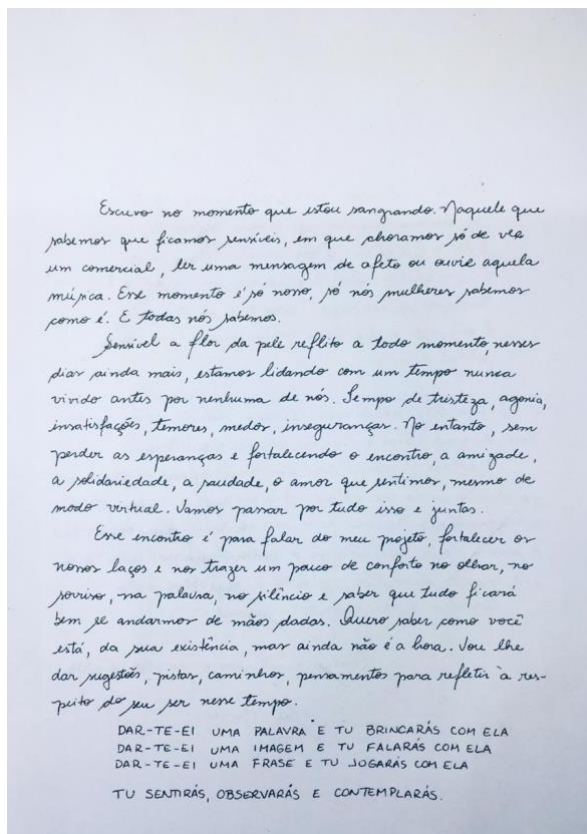 Escrevo no momento que estou sangrando. Naquele que
sabemos que ficamos sensíveis, em que choramos só de ver
um comercial, ler uma mensagem de afeto ou ouvir aquela
música. Esse momento é só nosso, só nós mulheres sabemos
como é. E todas nós sabemos.
Sensível a flor da pele reflito a todo momento, nesses
dias ainda mais, estamos lidando com um tempo nunca
vivido antes por nenhuma de nós. Tempo de tristeza, agonia,
insatisfações, temores, medos, inseguranças. No entanto, sem
perder as esperanças e fortalecendo o encontro, a amizade,
a solidariedade, a saudade, o amor que sentimos, mesmo de
modo virtual. Vamos passar por tudo isso e juntas.
Esse encontro é para falar do meu projeto, fortalecer os
nossos laços e nos trazer um pouco de conforto no olhar, no
sorriso, na palavra, no silêncio e saber que tudo ficará
bem se andarmos de mãos dadas. Quero saber como você
está, da sua existência, mas ainda não é a hora. Vou lhe
dar sugestões, pistas, caminhos, pensamentos para refletir à res-
peito do seu ser nesse tempo.
DAR-TE-EI UMA PALAVRA E TU BRINCARÁS COM ELA
DAR-TE-EI UMA IMAGEM E TU FALARÁS COM ELA
DAR-TE-EI UMA FRASE E TU JOGARÁS COM ELA
TU SENTIRÁS, OBSERVARÁS E CONTEMPLARÁS.